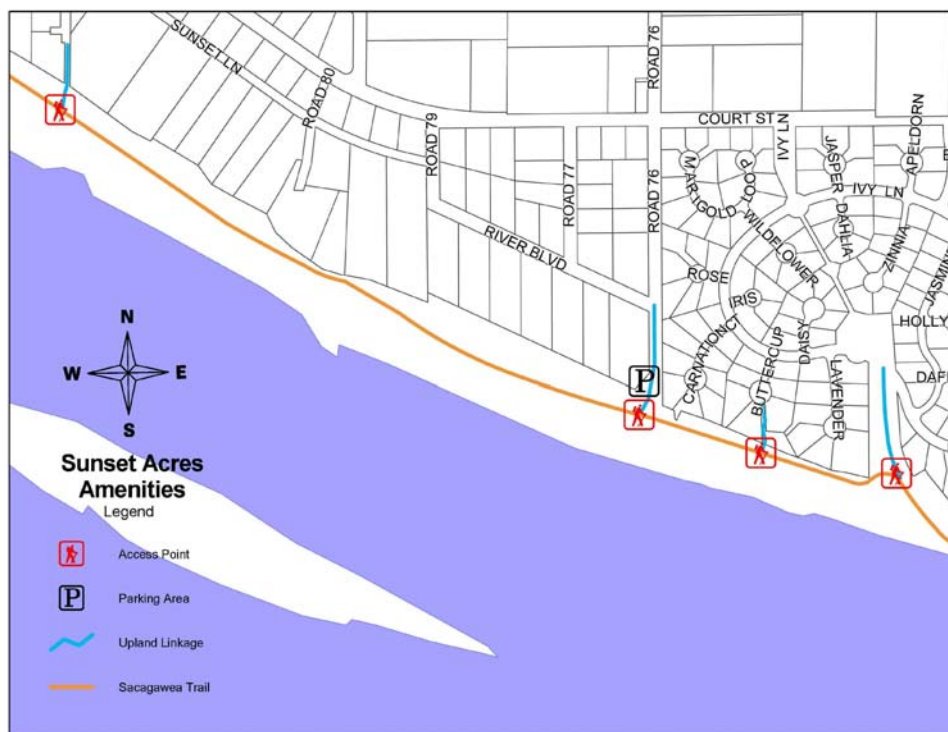 SUNSET LN
ROAD 80
ROAD 79
ROAD 77
ROAD 76
ROAD 76
COURT ST
IVY LN
JASPER
APELDORN
IVY LN
MARIGOLD LOOP
WILDFLOWER
DAHLIA
ZINNIA
JASMIN
RIVER BLVD
ROSE
IRIS
HOLLY
CARNATION CT
BUTTERCUP
DAISY
LAVENDER
DAF
P
N
W E
S
Sunset Acres
Amenities
Legend
Access Point
P Parking Area
Upland Linkage
Sacagawea Trail